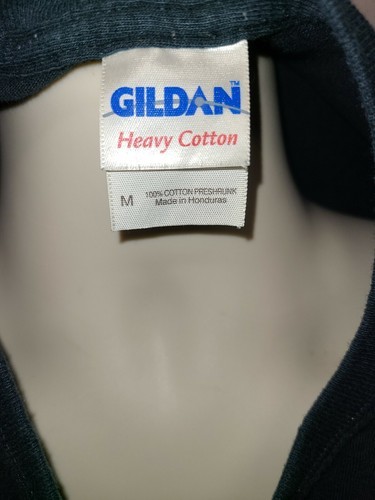 GILDAN™
Heavy Cotton
M
100% COTTON PRESHRUNK
Made in Honduras